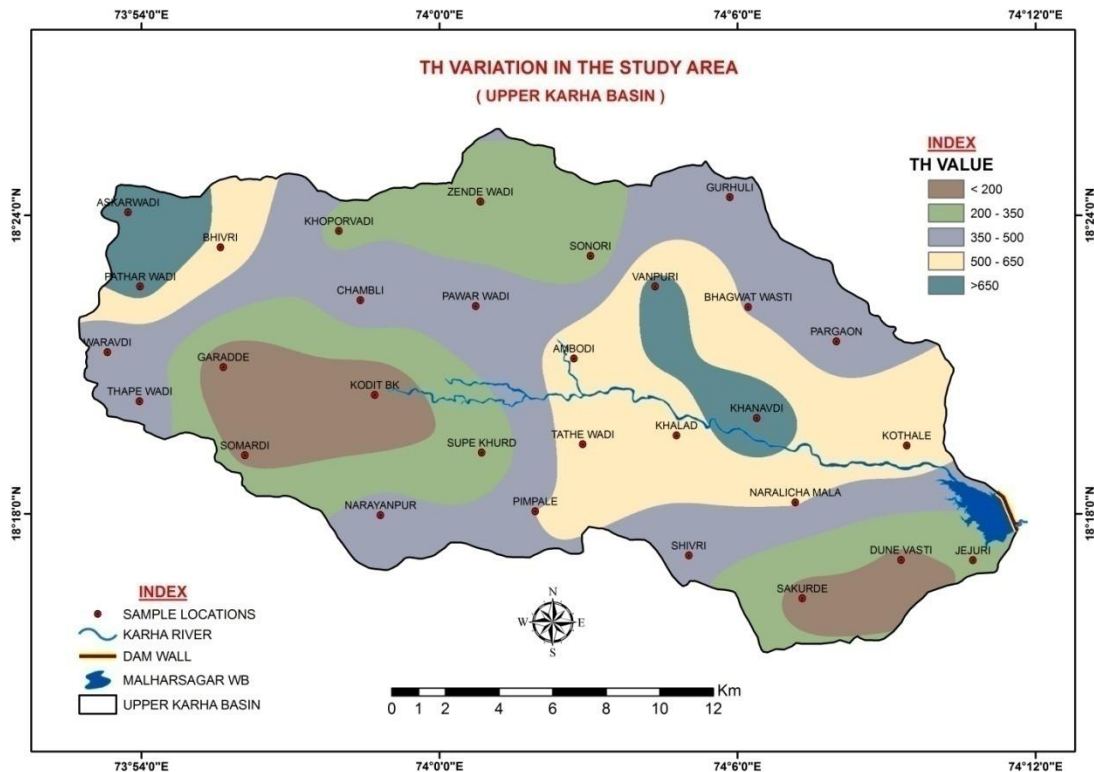 73°54'0"E 74°0'0"E 74°6'0"E 74°12'0"E
TH VARIATION IN THE STUDY AREA
( UPPER KARHA BASIN )
INDEX
TH VALUE
< 200
200 - 350
350 - 500
500 - 650
>650
18°24'0"N
18°24'0"N
18°18'0"N
18°18'0"N
ASKARWADI
BHIVRI
PATHAR WADI
KHOPORVADI
ZENDE WADI
SONORI
GURHULI
CHAMBLI
PAWAR WADI
VANPURI
BHAGWAT WASTI
PARGAON
WARAVDI
GARADDE
THAPE WADI
KODIT BK
AMBODI
KHANAVDI
SOMARDI
SUPE KHURD
TATHE WADI
KHALAD
KOTHALE
NARAYANPUR
PIMPALE
NARALICHA MALA
SHIVRI
DUNE VASTI
JEJURI
SAKURDE
INDEX
SAMPLE LOCATIONS
KARHA RIVER
DAM WALL
MALHARSAGAR WB
UPPER KARHA BASIN
N
W E
S
Km
0 1 2 4 6 8 10 12
73°54'0"E 74°0'0"E 74°6'0"E 74°12'0"E